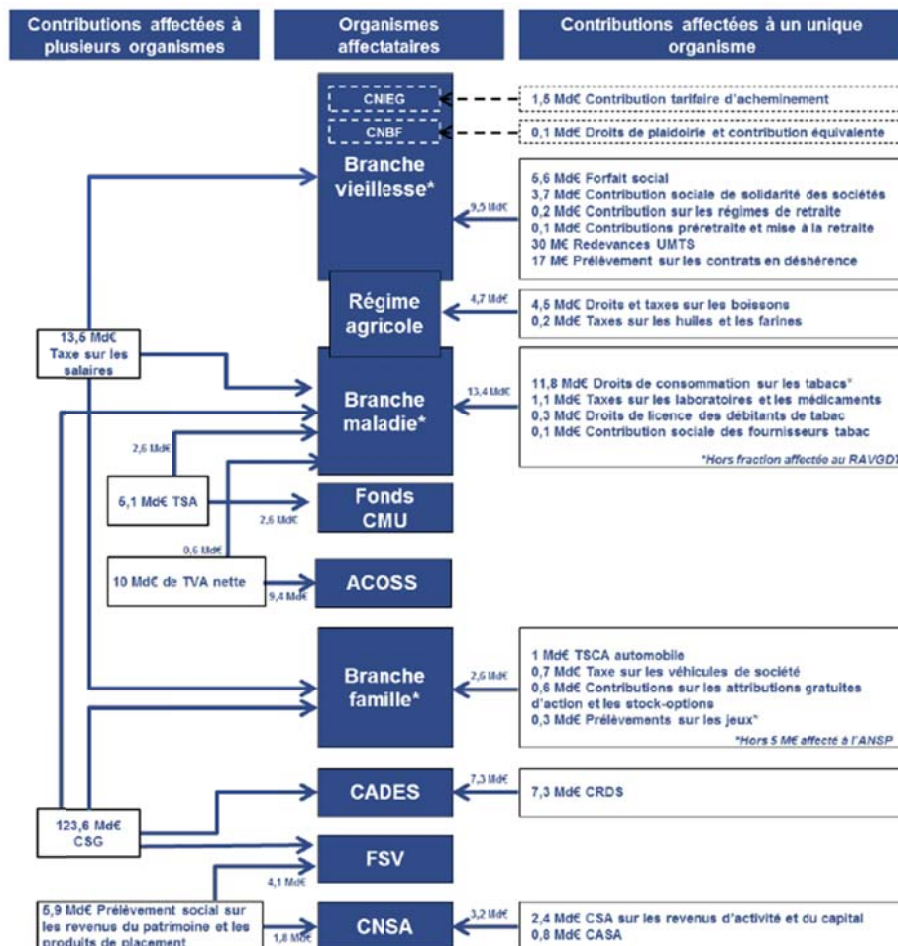 Contributions affectées à
plusieurs organismes
Organismes
affectataires
Contributions affectées à un unique
organisme
CNIEG
1,5 Md€ Contribution tarifaire d'acheminement
CNBF
0,1 Md€ Droits de plaidoirie et contribution équivalente
Branche
vieillesse*
9,5 Md€
5,6 Md€ Forfait social
3,7 Md€ Contribution sociale de solidarité des sociétés
0,2 Md€ Contribution sur les régimes de retraite
0,1 Md€ Contributions préretraite et mise à la retraite
30 M€ Redevances UMTS
17 M€ Prélèvement sur les contrats en déshérence
Régime
agricole
4,7 Md€
4,5 Md€ Droits et taxes sur les boissons
0,2 Md€ Taxes sur les huiles et les farines
13,5 Md€
Taxe sur les
salaires
Branche
maladie*
13,4 Md€
11,8 Md€ Droits de consommation sur les tabacs*
1,1 Md€ Taxes sur les laboratoires et les médicaments
0,3 Md€ Droits de licence des débitants de tabac
0,1 Md€ Contribution sociale des fournisseurs tabac
*Hors fraction affectée au RAVGDT
2,6 Md€
5,1 Md€ TSA
2,6 Md€
Fonds
CMU
0,6 Md€
10 Md€ de TVA nette
9,4 Md€
ACOSS
Branche
famille*
2,6 Md€
1 Md€ TSCA automobile
0,7 Md€ Taxe sur les véhicules de société
0,6 Md€ Contributions sur les attributions gratuites
d'action et les stock-options
0,3 Md€ Prélèvements sur les jeux*
*Hors 5 M€ affecté à l'ANSP
CADES
7,3 Md€
7,3 Md€ CRDS
123,6 Md€
CSG
FSV
4,1 Md€
5,9 Md€ Prélèvement social sur
les revenus du patrimoine et les
produits de placement
1,8 Md€
CNSA
3,2 Md€
2,4 Md€ CSA sur les revenus d'activité et du capital
0,8 Md€ CASA